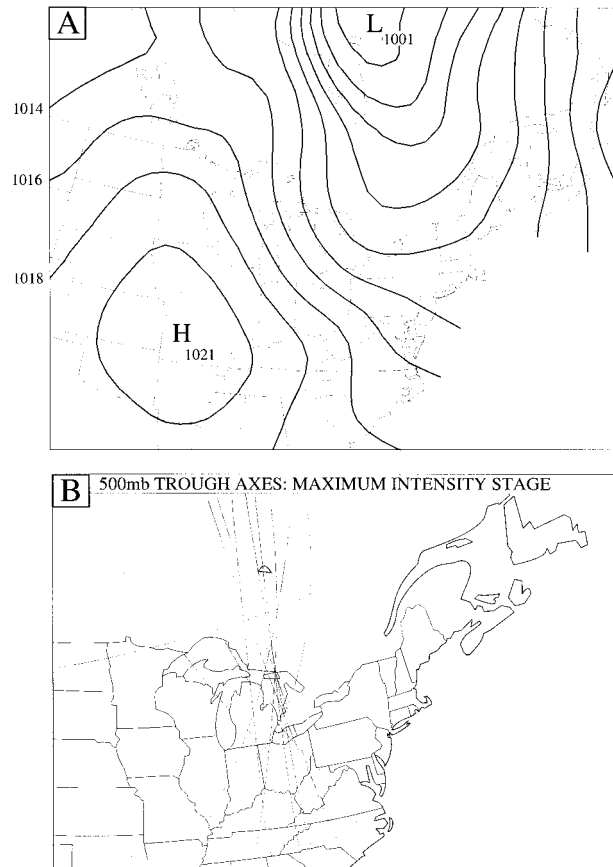 A
L
1001
1014
1016
1018
H
1021
B 500mb TROUGH AXES: MAXIMUM INTENSITY STAGE